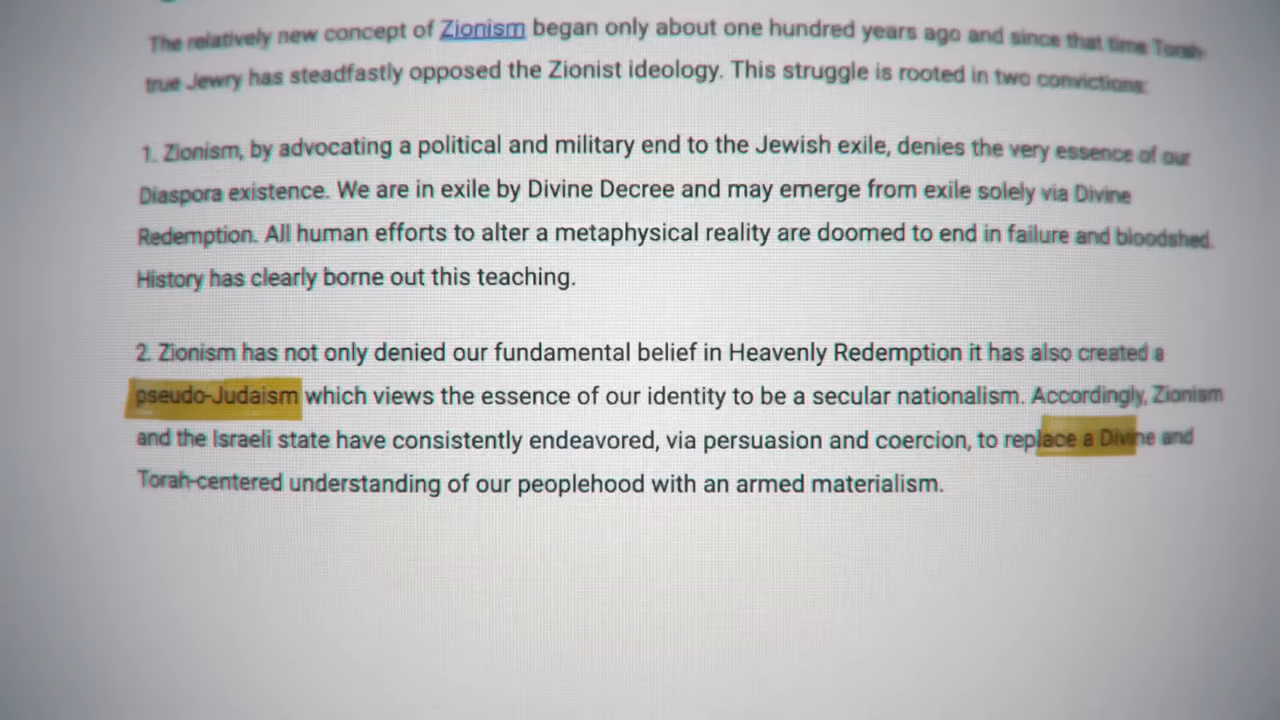 The relatively new concept of Zionism began only about one hundred years ago and since that time Torah-
true Jewry has steadfastly opposed the Zionist ideology. This struggle is rooted in two convictions:
1. Zionism, by advocating a political and military end to the Jewish exile, denies the very essence of our
Diaspora existence. We are in exile by Divine Decree and may emerge from exile solely via Divine
Redemption. All human efforts to alter a metaphysical reality are doomed to end in failure and bloodshed.
History has clearly borne out this teaching.
2. Zionism has not only denied our fundamental belief in Heavenly Redemption it has also created a
pseudo-Judaism which views the essence of our identity to be a secular nationalism. Accordingly, Zionism
and the Israeli state have consistently endeavored, via persuasion and coercion, to replace a Divine and
Torah-centered understanding of our peoplehood with an armed materialism.